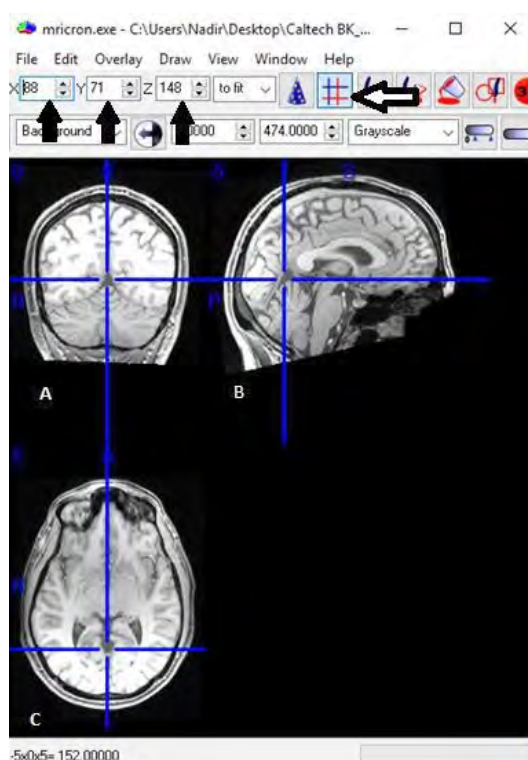 mricron.exe - C:\Users\Nadir\Desktop\Caltech BK_...
File Edit Overlay Draw View Window Help
X 88 Y 71 Z 148 to fit
474.0000 Grayscale
A
B
C
-5x0x5= 152.00000